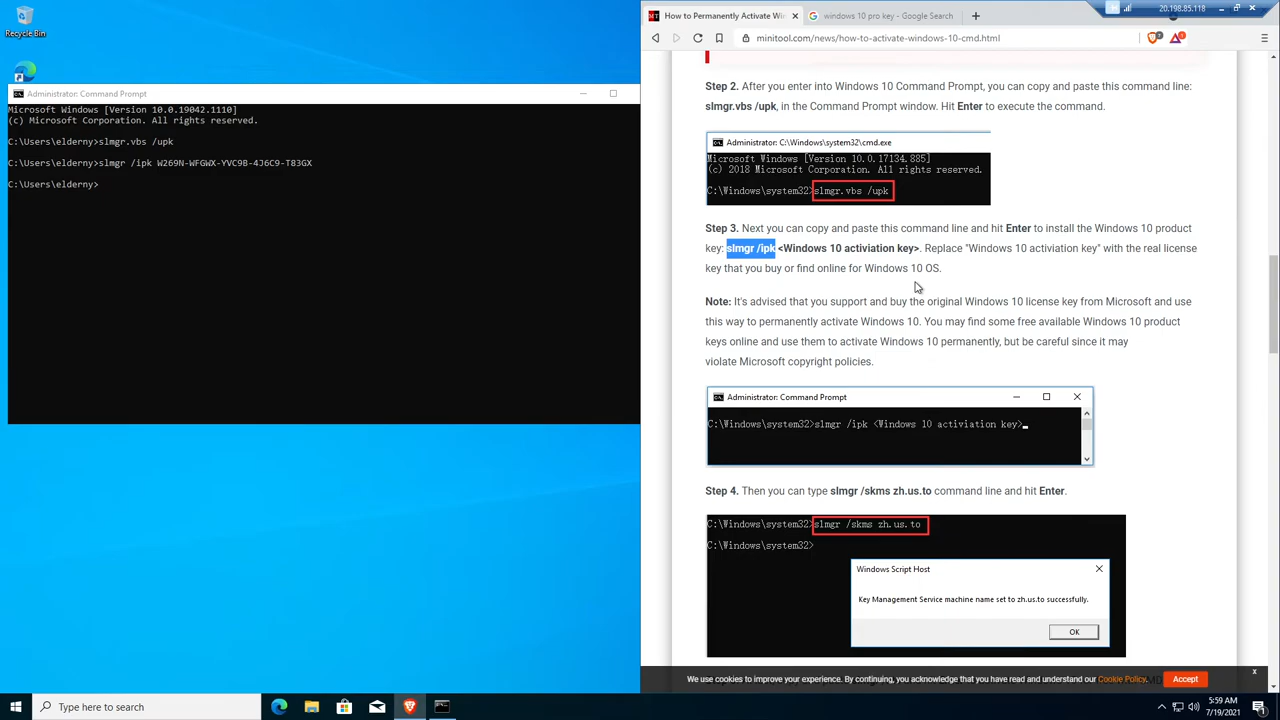 Recycle Bin
Administrator: Command Prompt
Microsoft Windows [Version 10.0.19042.1110]
(c) Microsoft Corporation. All rights reserved.
C:\Users\elderny>slmgr.vbs /upk
C:\Users\elderny>slmgr /ipk W269N-WFGWX-YVC9B-4J6C9-T83GX
C:\Users\elderny>
Type here to search
20.198.85.118
How to Permanently Activate Wi
windows 10 pro key - Google Search
minitool.com/news/how-to-activate-windows-10-cmd.html
Step 2. After you enter into Windows 10 Command Prompt, you can copy and paste this command line:
slmgr.vbs /upk, in the Command Prompt window. Hit Enter to execute the command.
Administrator: C:\Windows\system32\cmd.exe
Microsoft Windows [Version 10.0.17134.885]
(c) 2018 Microsoft Corporation. All rights reserved.
C:\Windows\system32>slmgr.vbs /upk
Step 3. Next you can copy and paste this command line and hit Enter to install the Windows 10 product
key: slmgr /ipk <Windows 10 activiation key>. Replace "Windows 10 activiation key" with the real license
key that you buy or find online for Windows 10 OS.
Note: It's advised that you support and buy the original Windows 10 license key from Microsoft and use
this way to permanently activate Windows 10. You may find some free available Windows 10 product
keys online and use them to activate Windows 10 permanently, but be careful since it may
violate Microsoft copyright policies.
Administrator: Command Prompt
C:\Windows\system32>slmgr /ipk <Windows 10 activiation key>
Step 4. Then you can type slmgr /skms zh.us.to command line and hit Enter.
C:\Windows\system32>slmgr /skms zh.us.to
C:\Windows\system32>
Windows Script Host
Key Management Service machine name set to zh.us.to successfully.
OK
We use cookies to improve your experience. By continuing, you acknowledge that you have read and understand our Cookie Policy.
Accept
5:59 AM
7/19/2021